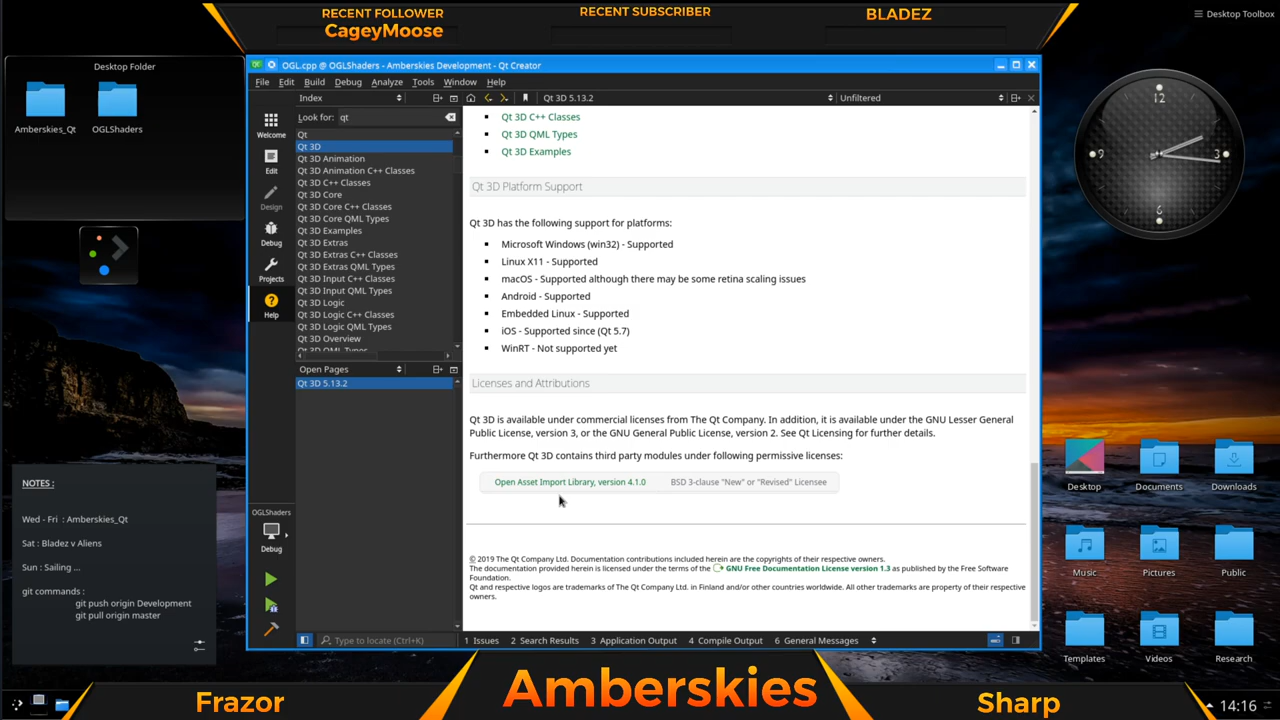 RECENT FOLLOWER
CageyMoose
RECENT SUBSCRIBER
BLADEZ
Desktop Toolbox
Desktop Folder
Amberskies_Qt
OGLShaders
OGL.cpp @ OGLShaders - Amberskies Development - Qt Creator
File Edit Build Debug Analyze Tools Window Help
Index
Qt 3D 5.13.2
Unfiltered
Look for: qt
Welcome
Edit
Design
Debug
Projects
Help
Qt
Qt 3D
Qt 3D Animation
Qt 3D Animation C++ Classes
Qt 3D C++ Classes
Qt 3D Core
Qt 3D Core C++ Classes
Qt 3D Core QML Types
Qt 3D Examples
Qt 3D Extras
Qt 3D Extras C++ Classes
Qt 3D Extras QML Types
Qt 3D Input C++ Classes
Qt 3D Input QML Types
Qt 3D Logic
Qt 3D Logic C++ Classes
Qt 3D Logic QML Types
Qt 3D Overview
Qt 3D QML Types
Open Pages
Qt 3D 5.13.2
Qt 3D C++ Classes
Qt 3D QML Types
Qt 3D Examples
Qt 3D Platform Support
Qt 3D has the following support for platforms:
Microsoft Windows (win32) - Supported
Linux X11 - Supported
macOS - Supported although there may be some retina scaling issues
Android - Supported
Embedded Linux - Supported
iOS - Supported since (Qt 5.7)
WinRT - Not supported yet
Licenses and Attributions
Qt 3D is available under commercial licenses from The Qt Company. In addition, it is available under the GNU Lesser General
Public License, version 3, or the GNU General Public License, version 2. See Qt Licensing for further details.
Furthermore Qt 3D contains third party modules under following permissive licenses:
Open Asset Import Library, version 4.1.0 BSD 3-clause "New" or "Revised" Licensee
© 2019 The Qt Company Ltd. Documentation contributions included herein are the copyrights of their respective owners.
The documentation provided herein is licensed under the terms of the GNU Free Documentation License version 1.3 as published by the Free Software
Foundation.
Qt and respective logos are trademarks of The Qt Company Ltd. in Finland and/or other countries worldwide. All other trademarks are property of their respective
owners.
OGLShaders
Debug
Type to locate (Ctrl+K)
1 Issues 2 Search Results 3 Application Output 4 Compile Output 6 General Messages
NOTES :
Wed - Fri : Amberskies_Qt
Sat : Bladez v Aliens
Sun : Sailing ...
git commands :
git push origin Development
git pull origin master
12
3
6
9
Desktop
Documents
Downloads
Music
Pictures
Public
Templates
Videos
Research
Frazor
Amberskies
Sharp
14:16